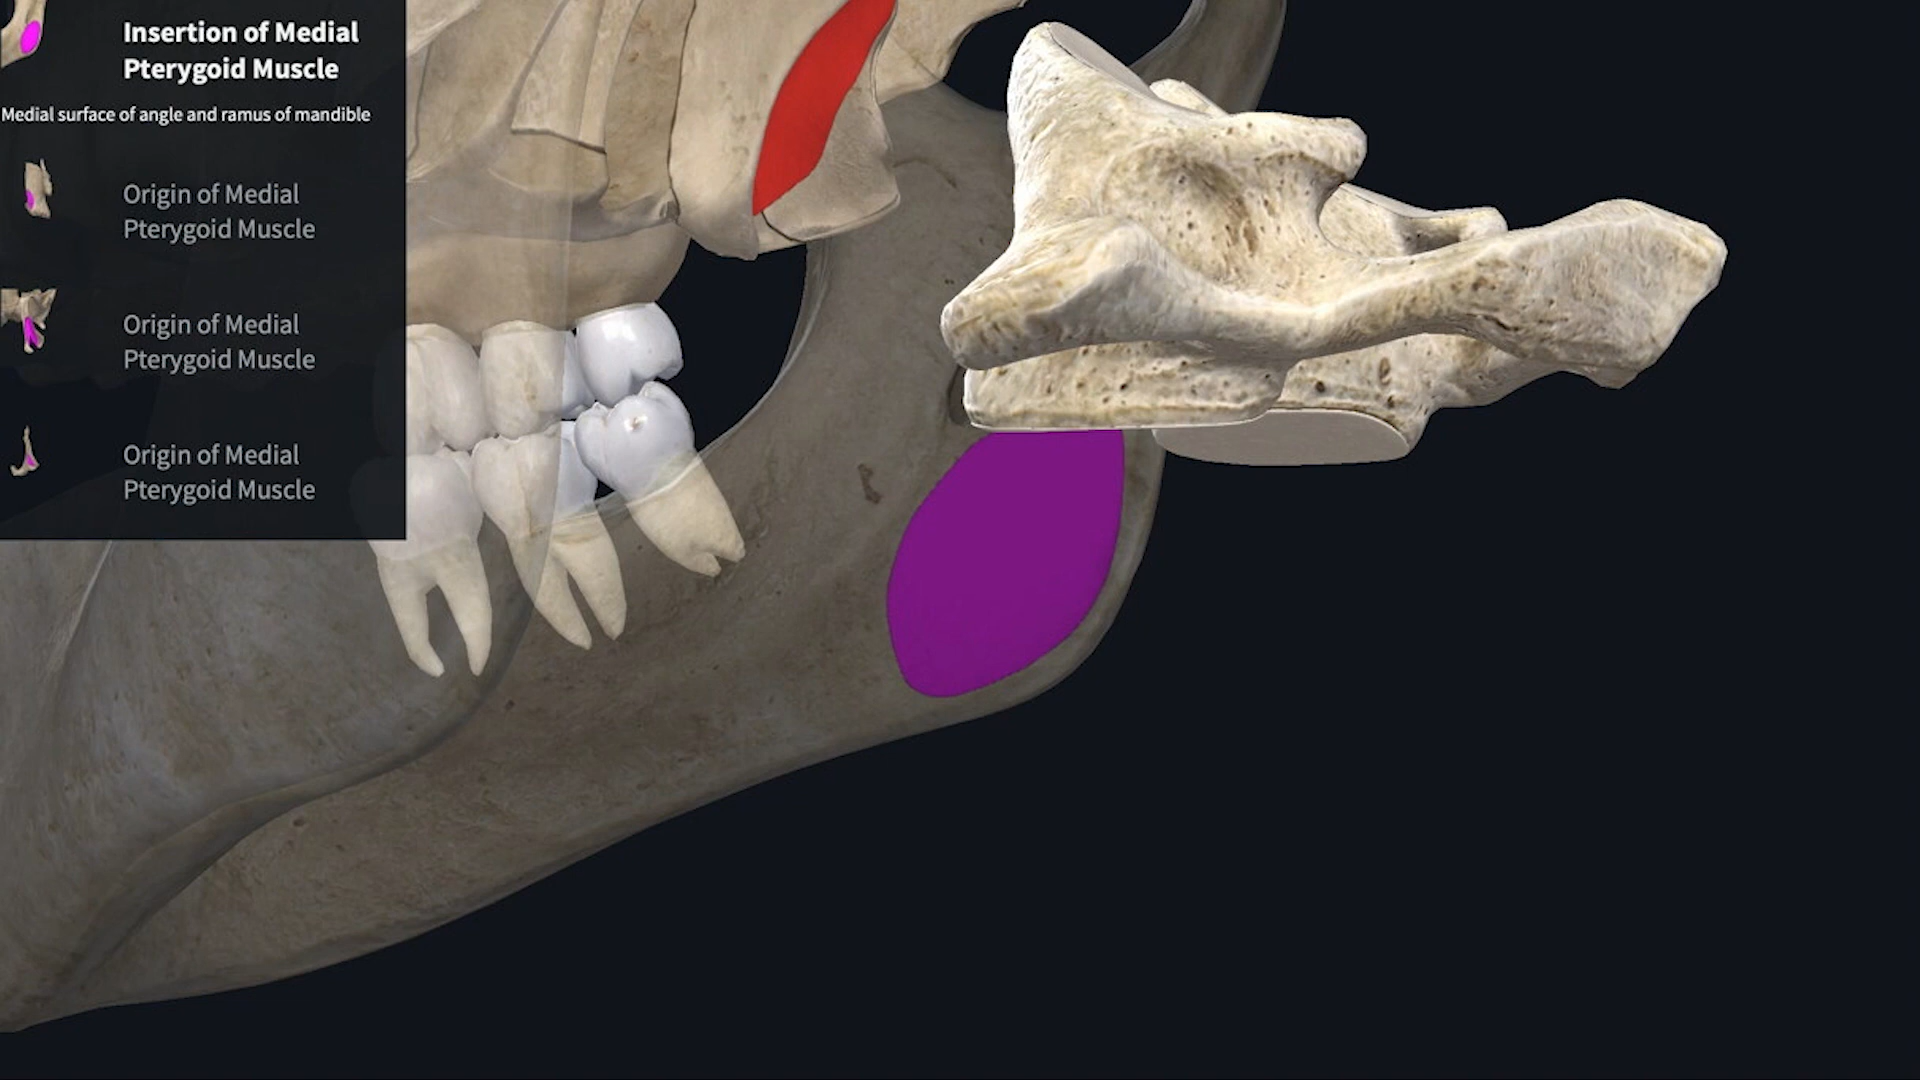 Insertion of Medial
Pterygoid Muscle
Medial surface of angle and ramus of mandible
Origin of Medial
Pterygoid Muscle
Origin of Medial
Pterygoid Muscle
Origin of Medial
Pterygoid Muscle